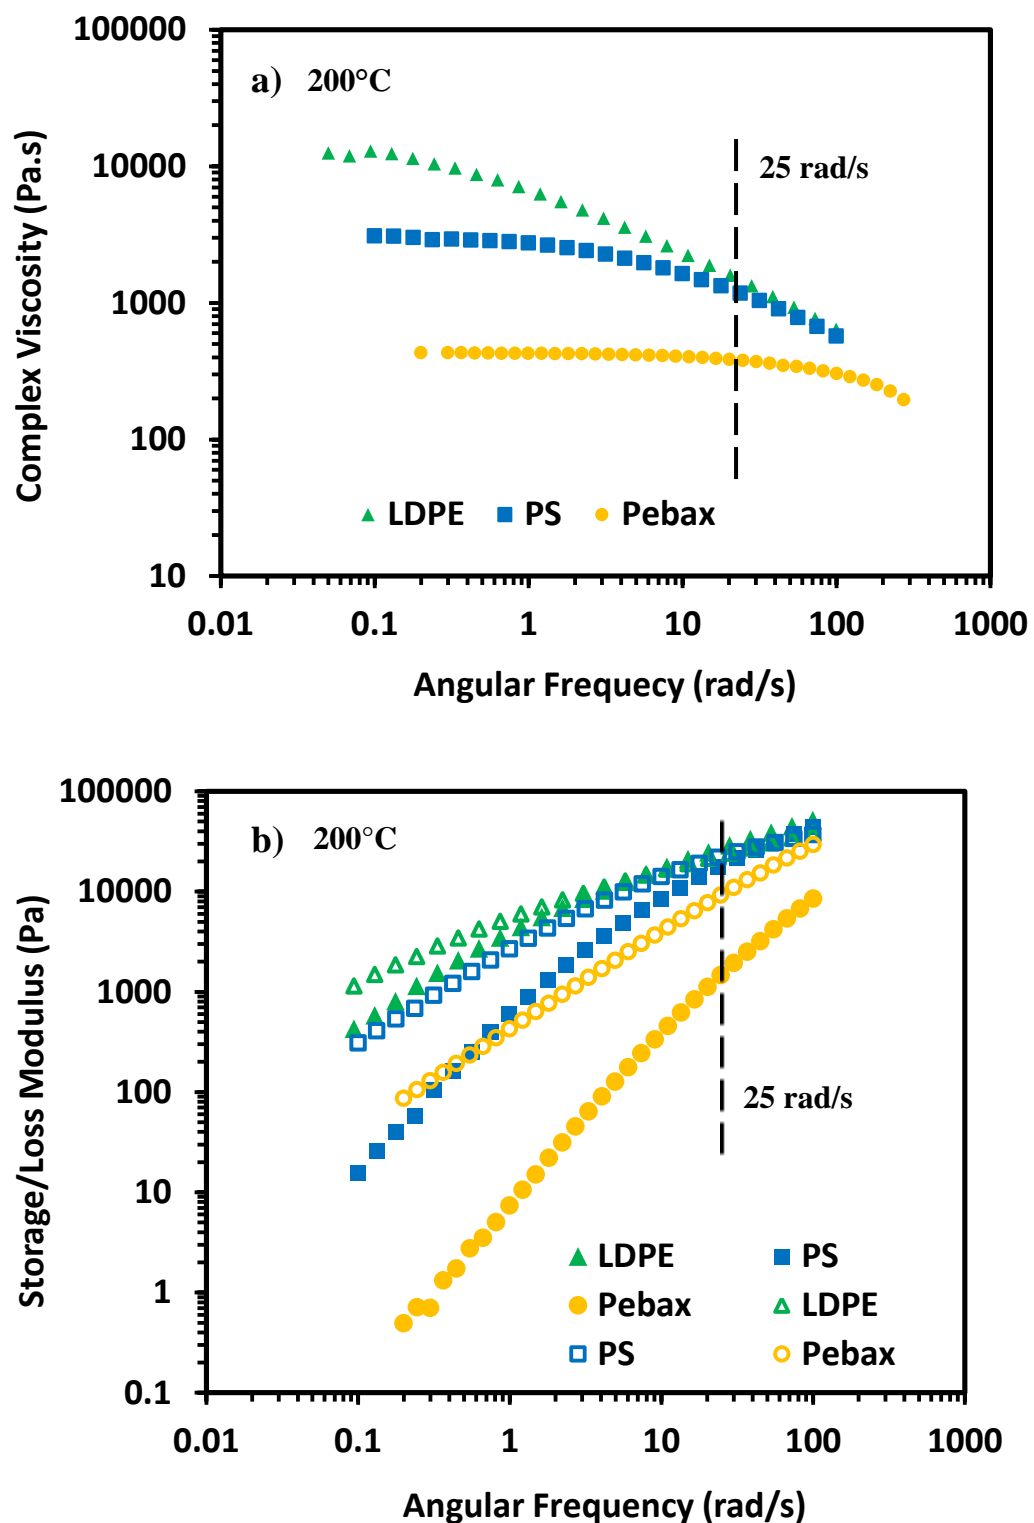 100000
10000
1000
100
10
Complex Viscosity (Pa.s)
a) 200°C
25 rad/s
LDPE PS Pebax
0.01 0.1 1 10 100 1000
Angular Frequecy (rad/s)
100000
10000
1000
100
10
1
0.1
Storage/Loss Modulus (Pa)
b) 200°C
25 rad/s
LDPE PS
Pebax LDPE
PS Pebax
0.01 0.1 1 10 100 1000
Angular Frequency (rad/s)